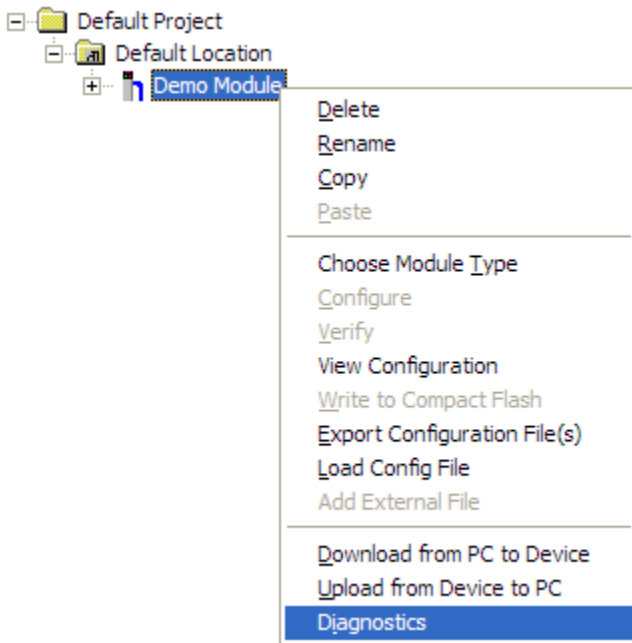 Default Project
Default Location
Demo Module
Delete
Rename
Copy
Paste
Choose Module Type
Configure
Verify
View Configuration
Write to Compact Flash
Export Configuration File(s)
Load Config File
Add External File
Download from PC to Device
Upload from Device to PC
Diagnostics